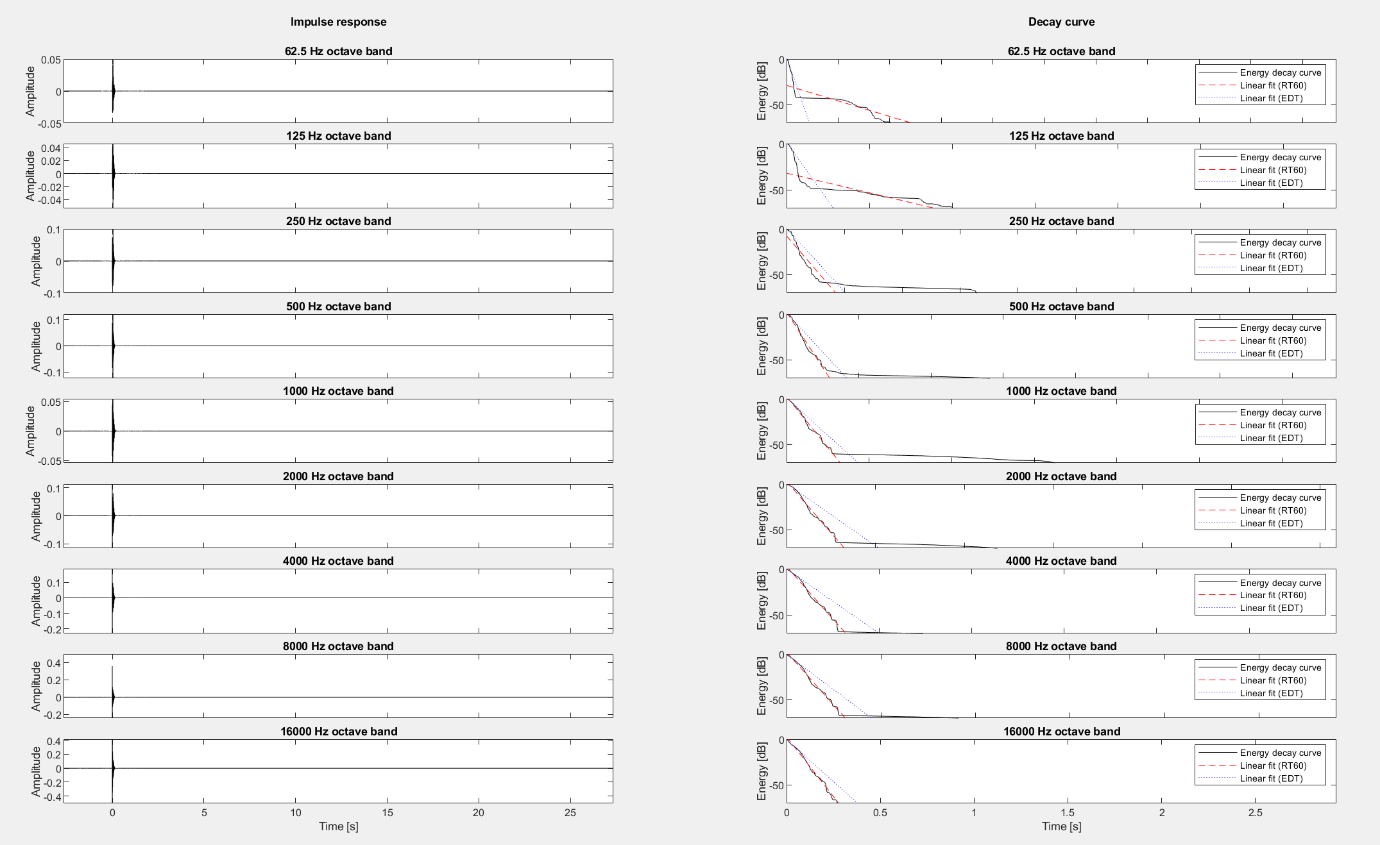 Impulse response
62.5 Hz octave band
0.05
0
-0.05
Amplitude
125 Hz octave band
0.04
0.02
0
-0.02
-0.04
Amplitude
250 Hz octave band
0.1
0
-0.1
Amplitude
500 Hz octave band
0.1
0
-0.1
Amplitude
1000 Hz octave band
0.05
0
-0.05
Amplitude
2000 Hz octave band
0.1
0
-0.1
Amplitude
4000 Hz octave band
0.1
0
-0.1
-0.2
Amplitude
8000 Hz octave band
0.4
0.2
0
-0.2
Amplitude
16000 Hz octave band
0.4
0.2
0
-0.2
-0.4
Amplitude
0 5 10 15 20 25
Time [s]
Decay curve
62.5 Hz octave band
0
-50
Energy [dB]
Energy decay curve
Linear fit (RT60)
Linear fit (EDT)
125 Hz octave band
0
-50
Energy [dB]
Energy decay curve
Linear fit (RT60)
Linear fit (EDT)
250 Hz octave band
0
-50
Energy [dB]
Energy decay curve
Linear fit (RT60)
Linear fit (EDT)
500 Hz octave band
0
-50
Energy [dB]
Energy decay curve
Linear fit (RT60)
Linear fit (EDT)
1000 Hz octave band
0
-50
Energy [dB]
Energy decay curve
Linear fit (RT60)
Linear fit (EDT)
2000 Hz octave band
0
-50
Energy [dB]
Energy decay curve
Linear fit (RT60)
Linear fit (EDT)
4000 Hz octave band
0
-50
Energy [dB]
Energy decay curve
Linear fit (RT60)
Linear fit (EDT)
8000 Hz octave band
0
-50
Energy [dB]
Energy decay curve
Linear fit (RT60)
Linear fit (EDT)
16000 Hz octave band
0
-50
Energy [dB]
Energy decay curve
Linear fit (RT60)
Linear fit (EDT)
0 0.5 1 1.5 2 2.5
Time [s]